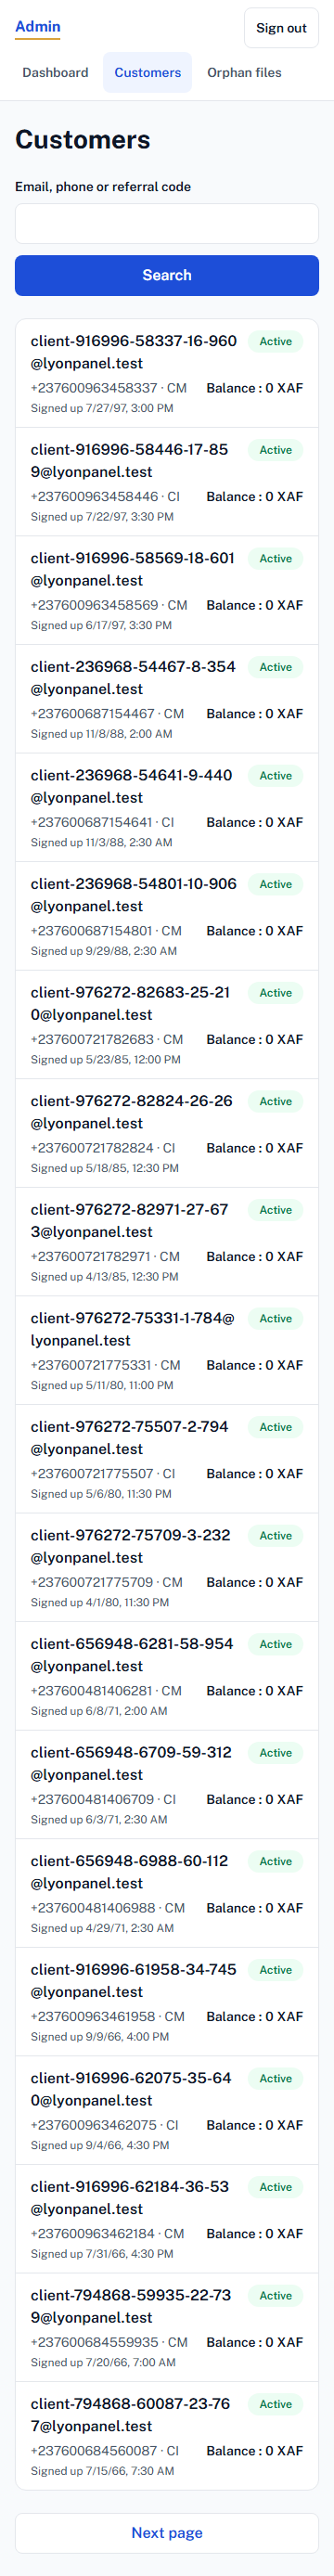 Admin
Sign out
Dashboard
Customers
Orphan files
Customers
Email, phone or referral code
Search
client-916996-58337-16-960
@lyonpanel.test
Active
+237600963458337 · CM
Balance : 0 XAF
Signed up 7/27/97, 3:00 PM
client-916996-58446-17-85
9@lyonpanel.test
Active
+237600963458446 · CI
Balance : 0 XAF
Signed up 7/22/97, 3:30 PM
client-916996-58569-18-601
@lyonpanel.test
Active
+237600963458569 · CM
Balance : 0 XAF
Signed up 6/17/97, 3:30 PM
client-236968-54467-8-354
@lyonpanel.test
Active
+237600687154467 · CM
Balance : 0 XAF
Signed up 11/8/88, 2:00 AM
client-236968-54641-9-440
@lyonpanel.test
Active
+237600687154641 · CI
Balance : 0 XAF
Signed up 11/3/88, 2:30 AM
client-236968-54801-10-906
@lyonpanel.test
Active
+237600687154801 · CM
Balance : 0 XAF
Signed up 9/29/88, 2:30 AM
client-976272-82683-25-21
0@lyonpanel.test
Active
+237600721782683 · CM
Balance : 0 XAF
Signed up 5/23/85, 12:00 PM
client-976272-82824-26-26
@lyonpanel.test
Active
+237600721782824 · CI
Balance : 0 XAF
Signed up 5/18/85, 12:30 PM
client-976272-82971-27-67
3@lyonpanel.test
Active
+237600721782971 · CM
Balance : 0 XAF
Signed up 4/13/85, 12:30 PM
client-976272-75331-1-784@
lyonpanel.test
Active
+237600721775331 · CM
Balance : 0 XAF
Signed up 5/11/80, 11:00 PM
client-976272-75507-2-794
@lyonpanel.test
Active
+237600721775507 · CI
Balance : 0 XAF
Signed up 5/6/80, 11:30 PM
client-976272-75709-3-232
@lyonpanel.test
Active
+237600721775709 · CM
Balance : 0 XAF
Signed up 4/1/80, 11:30 PM
client-656948-6281-58-954
@lyonpanel.test
Active
+237600481406281 · CM
Balance : 0 XAF
Signed up 6/8/71, 2:00 AM
client-656948-6709-59-312
@lyonpanel.test
Active
+237600481406709 · CI
Balance : 0 XAF
Signed up 6/3/71, 2:30 AM
client-656948-6988-60-112
@lyonpanel.test
Active
+237600481406988 · CM
Balance : 0 XAF
Signed up 4/29/71, 2:30 AM
client-916996-61958-34-745
@lyonpanel.test
Active
+237600963461958 · CM
Balance : 0 XAF
Signed up 9/9/66, 4:00 PM
client-916996-62075-35-64
0@lyonpanel.test
Active
+237600963462075 · CI
Balance : 0 XAF
Signed up 9/4/66, 4:30 PM
client-916996-62184-36-53
@lyonpanel.test
Active
+237600963462184 · CM
Balance : 0 XAF
Signed up 7/31/66, 4:30 PM
client-794868-59935-22-73
9@lyonpanel.test
Active
+237600684559935 · CM
Balance : 0 XAF
Signed up 7/20/66, 7:00 AM
client-794868-60087-23-76
7@lyonpanel.test
Active
+237600684560087 · CI
Balance : 0 XAF
Signed up 7/15/66, 7:30 AM
Next page